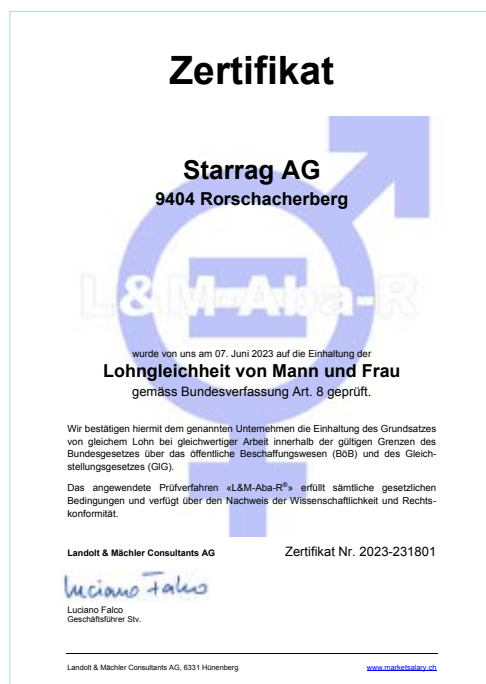 Zertifikat
Starrag AG
9404 Rorschacherberg
L&M-Aba-R
wurde von uns am 07. Juni 2023 auf die Einhaltung der
Lohngleichheit von Mann und Frau
gemäss Bundesverfassung Art. 8 geprüft.
Wir bestätigen hiermit dem genannten Unternehmen die Einhaltung des Grundsatzes
von gleichem Lohn bei gleichwertiger Arbeit innerhalb der gültigen Grenzen des
Bundesgesetzes über das öffentliche Beschaffungswesen (BöB) und des Gleich-
stellungsgesetzes (GlG).
Das angewendete Prüfverfahren «L&M-Aba-R®» erfüllt sämtliche gesetzlichen
Bedingungen und verfügt über den Nachweis der Wissenschaftlichkeit und Rechts-
konformität.
Landolt & Mächler Consultants AG Zertifikat Nr. 2023-231801
Luciano Falco
Luciano Falco
Geschäftsführer Stv.
Landolt & Mächler Consultants AG, 6331 Hünenberg www.marketsalary.ch